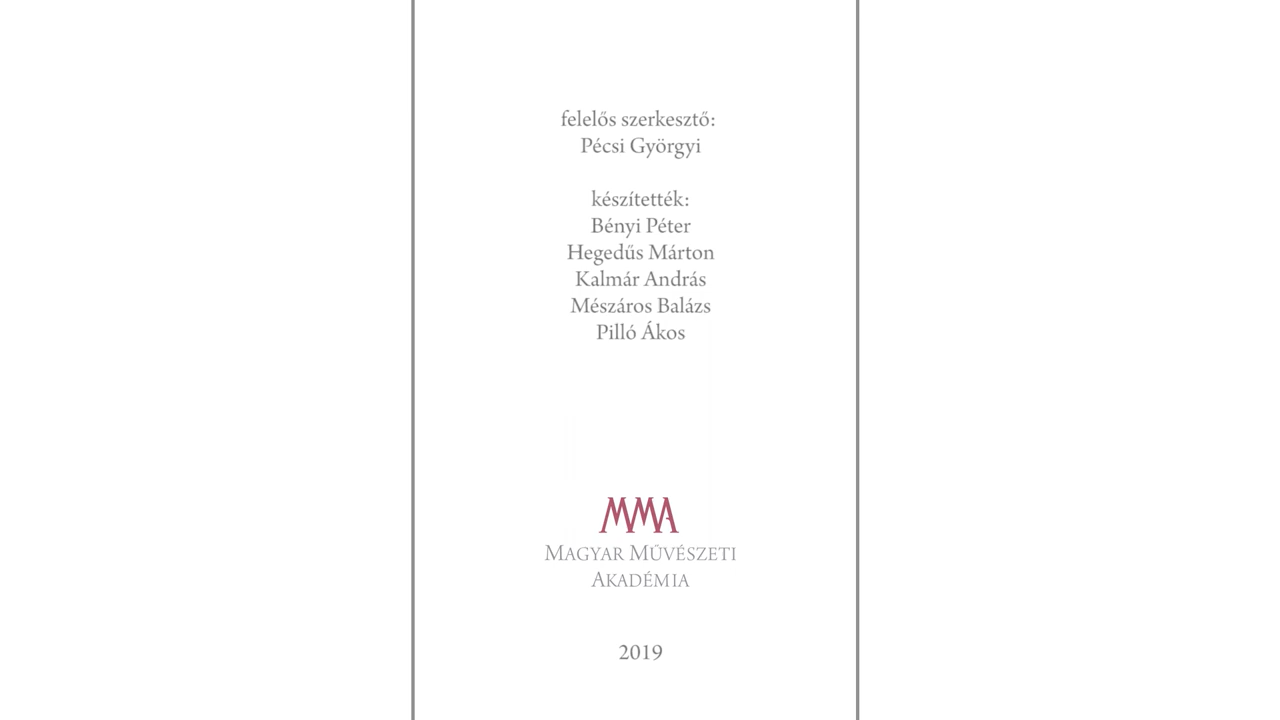 felelős szerkesztő:
Pécsi Györgyi
készítették:
Bényi Péter
Hegedűs Márton
Kalmár András
Mészáros Balázs
Pilló Ákos
MMA
Magyar Művészeti
Akadémia
2019